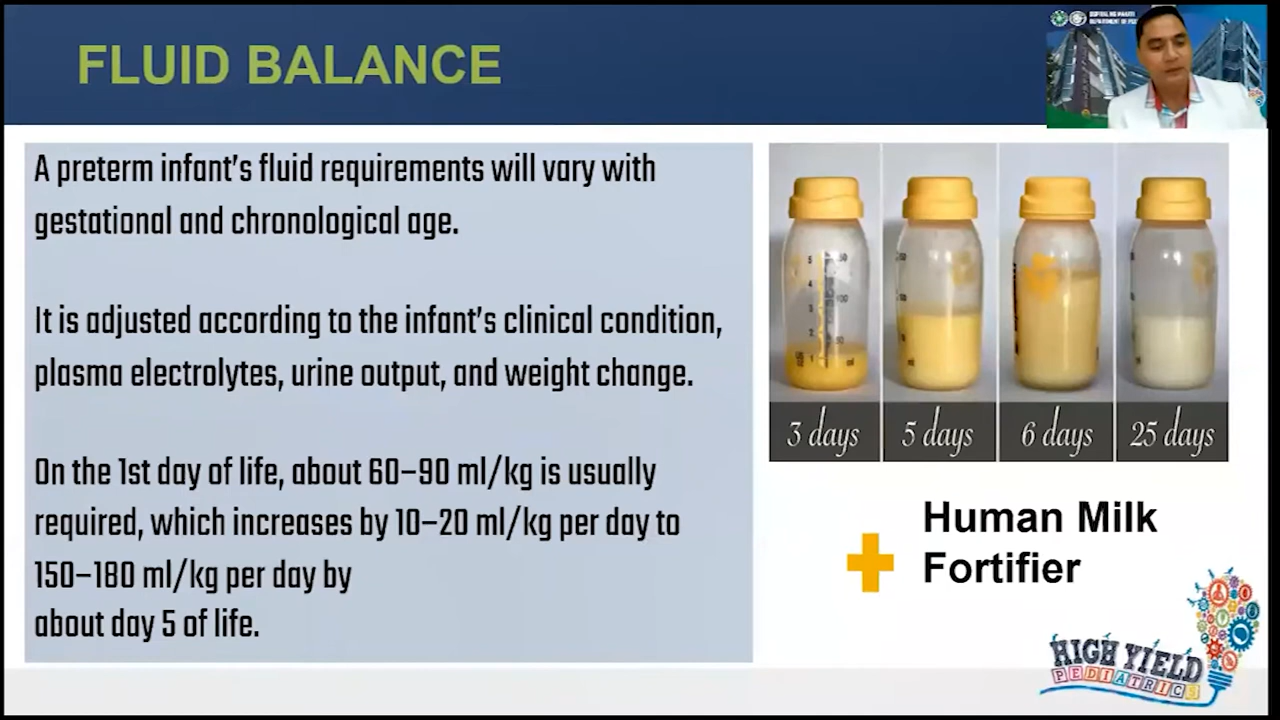 FLUID BALANCE
A preterm infant's fluid requirements will vary with
gestational and chronological age.
It is adjusted according to the infant's clinical condition,
plasma electrolytes, urine output, and weight change.
On the 1st day of life, about 60–90 ml/kg is usually
required, which increases by 10–20 ml/kg per day to
150–180 ml/kg per day by
about day 5 of life.
3 days
5 days
6 days
25 days
Human Milk
Fortifier
HIGH YIELD
PEDIATRICS